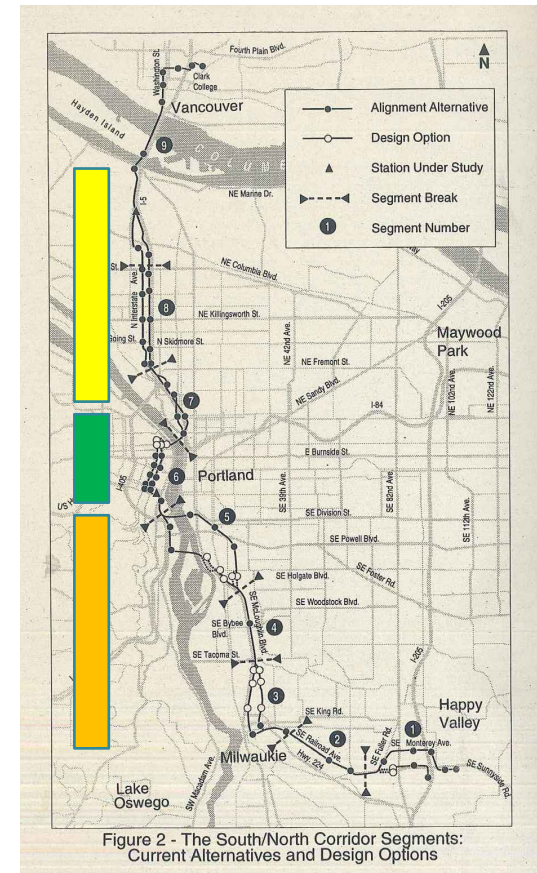 Fourth Plain Blvd.
Washington St.
Clark
College
N
Vancouver
Hayden Island
9
COLUMB
Alignment Alternative
Design Option
Station Under Study
Segment Break
1
Segment Number
NE Marine Dr.
I-5
St.
NE Columbia Blvd.
I-205
N Interstate Ave.
8
NE Killingsworth St.
Going St.
N Skidmore St.
Maywood
Park
NE 42nd Ave.
NE Fremont St.
NE Sandy Blvd.
NE 102nd Ave.
NE 122nd Ave.
7
I-84
E Burnside St.
6
Portland
I-405
US H
SE 39th Ave.
SE 82nd Ave.
SE 112th Ave.
5
SE Division St.
SE Powell Blvd.
SE Foster Rd.
SE Holgate Blvd.
SE Woodstock Blvd.
SE McLoughlin Blvd.
4
SE Bybee
Blvd.
SE Tacoma St.
I-205
3
SE King Rd.
Happy
Valley
1
2
SE Fuller Rd.
SE Monterey Ave.
SE Railroad Ave.
Hwy. 224
SE Sunnyside Rd.
Milwaukie
SW Macadam Ave.
Lake
Oswego
Figure 2 - The South/North Corridor Segments:
Current Alternatives and Design Options